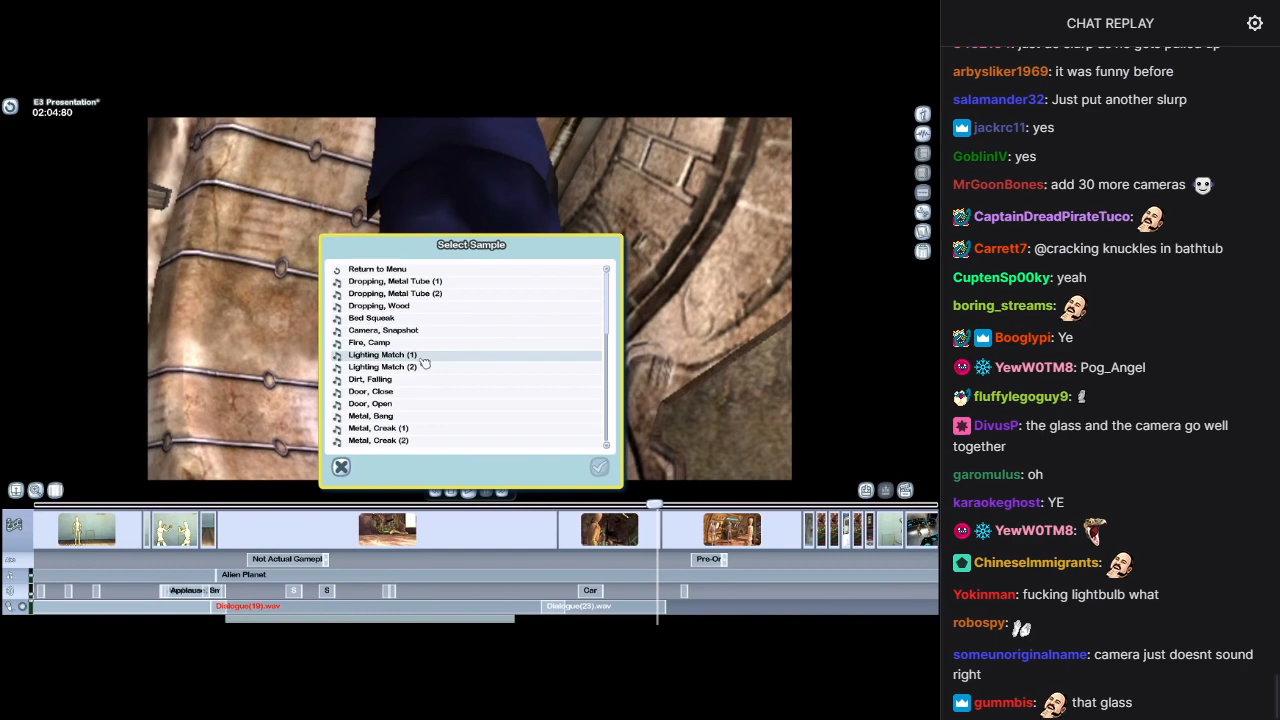 E3 Presentation*
02:04:80
Select Sample
Return to Menu
Dropping, Metal Tube (1)
Dropping, Metal Tube (2)
Dropping, Wood
Bed Squeak
Camera, Snapshot
Fire, Camp
Lighting Match (1)
Lighting Match (2)
Dirt, Falling
Door, Close
Door, Open
Metal, Bang
Metal, Creak (1)
Metal, Creak (2)
Not Actual Gamepl
Pre-Or
Alien Planet
Applause,
S
S
Car
Dialogue(19).wav
Dialogue(23).wav
CHAT REPLAY
arbysliker1969: it was funny before
salamander32: Just put another slurp
jackrc11: yes
GoblinIV: yes
MrGoonBones: add 30 more cameras
CaptainDreadPirateTuco:
Carrett7: @cracking knuckles in bathtub
CuptenSp00ky: yeah
boring_streams:
Booglypi: Ye
YewW0TM8: Pog_Angel
fluffylegoguy9:
DivusP: the glass and the camera go well
together
garomulus: oh
karaokeghost: YE
YewW0TM8:
ChineseImmigrants:
Yokinman: fucking lightbulb what
robospy:
someunoriginalname: camera just doesnt sound
right
gummbis: that glass